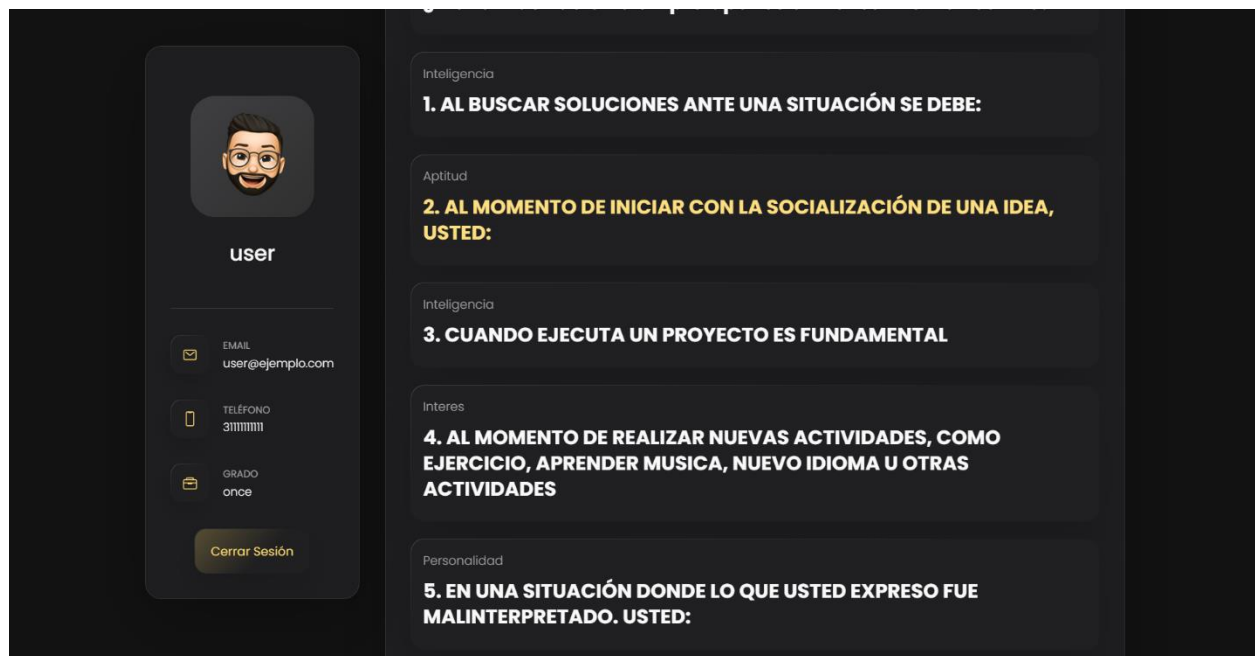 user
EMAIL
user@ejemplo.com
TELÉFONO
3111111111
GRADO
once
Cerrar Sesión
Inteligencia
1. AL BUSCAR SOLUCIONES ANTE UNA SITUACIÓN SE DEBE:
Aptitud
2. AL MOMENTO DE INICIAR CON LA SOCIALIZACIÓN DE UNA IDEA,
USTED:
Inteligencia
3. CUANDO EJECUTA UN PROYECTO ES FUNDAMENTAL
Interes
4. AL MOMENTO DE REALIZAR NUEVAS ACTIVIDADES, COMO
EJERCICIO, APRENDER MUSICA, NUEVO IDIOMA U OTRAS
ACTIVIDADES
Personalidad
5. EN UNA SITUACIÓN DONDE LO QUE USTED EXPRESO FUE
MALINTERPRETADO. USTED: